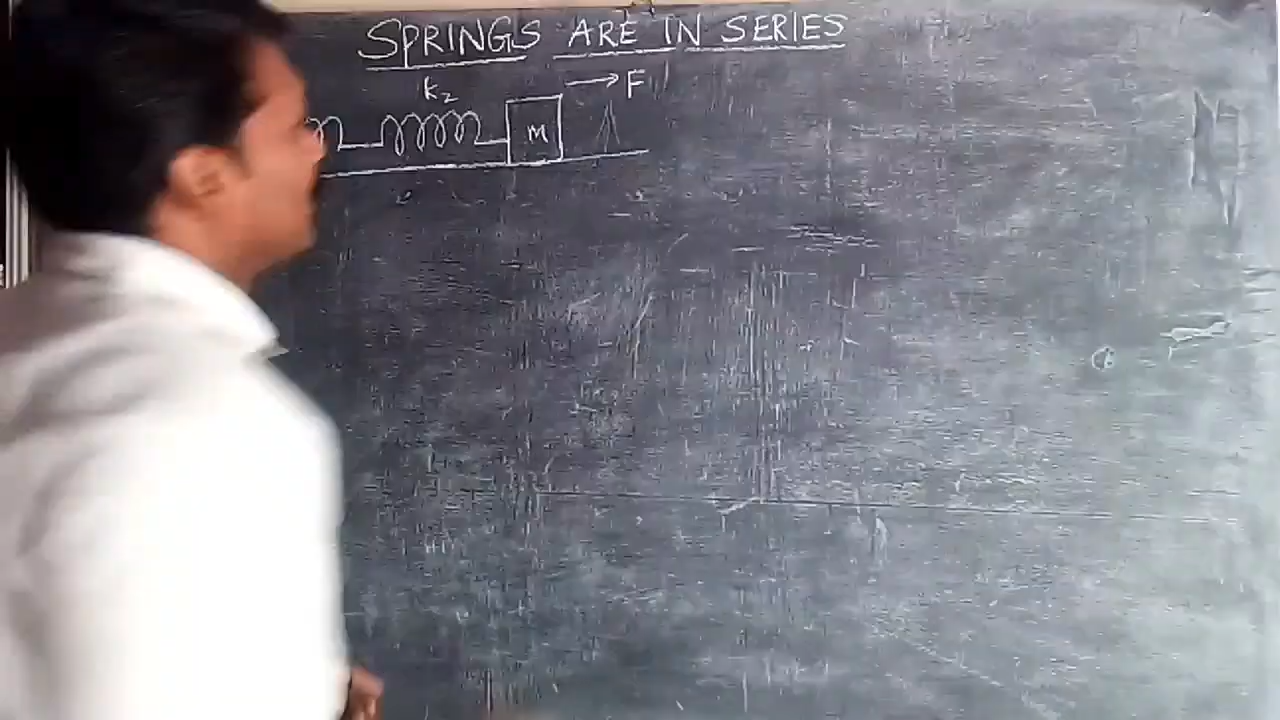 SPRINGS ARE IN SERIES
k₂ → F
M